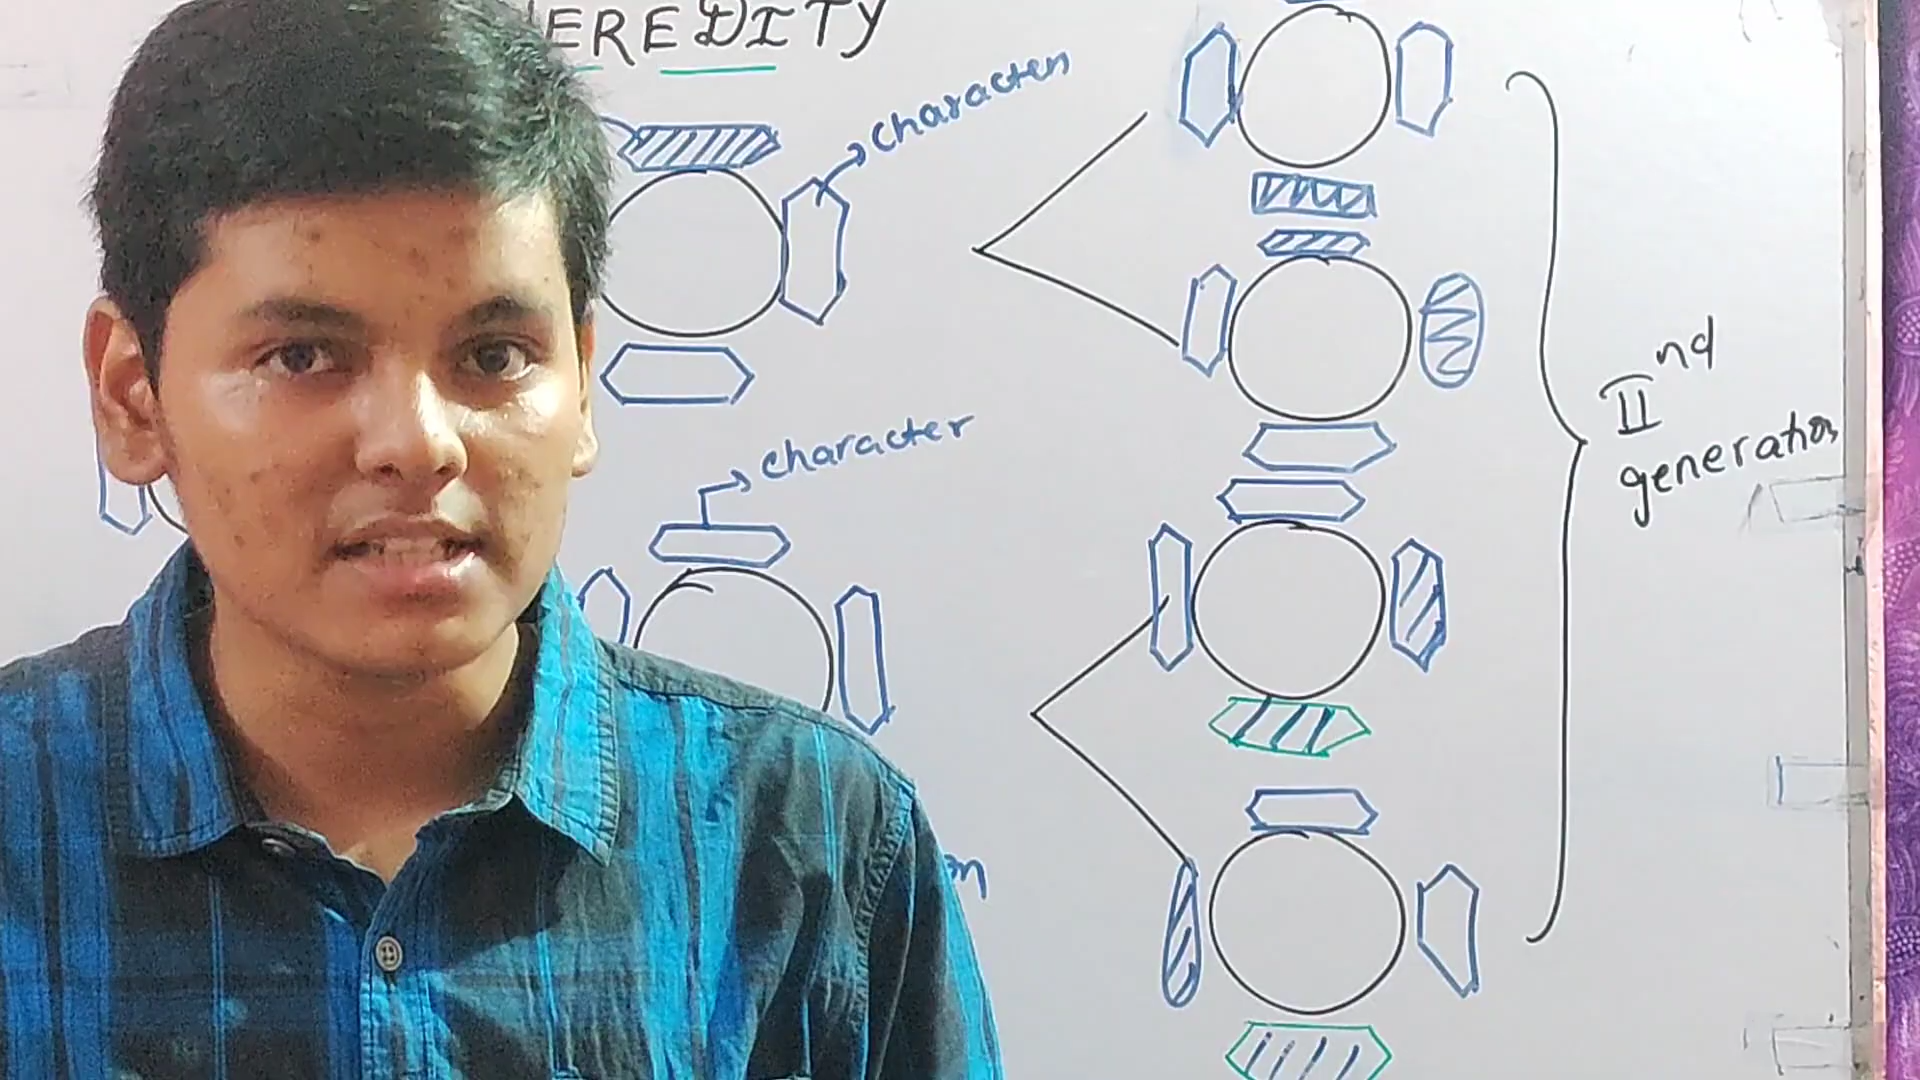 EREDITY
character
character
IInd
generation